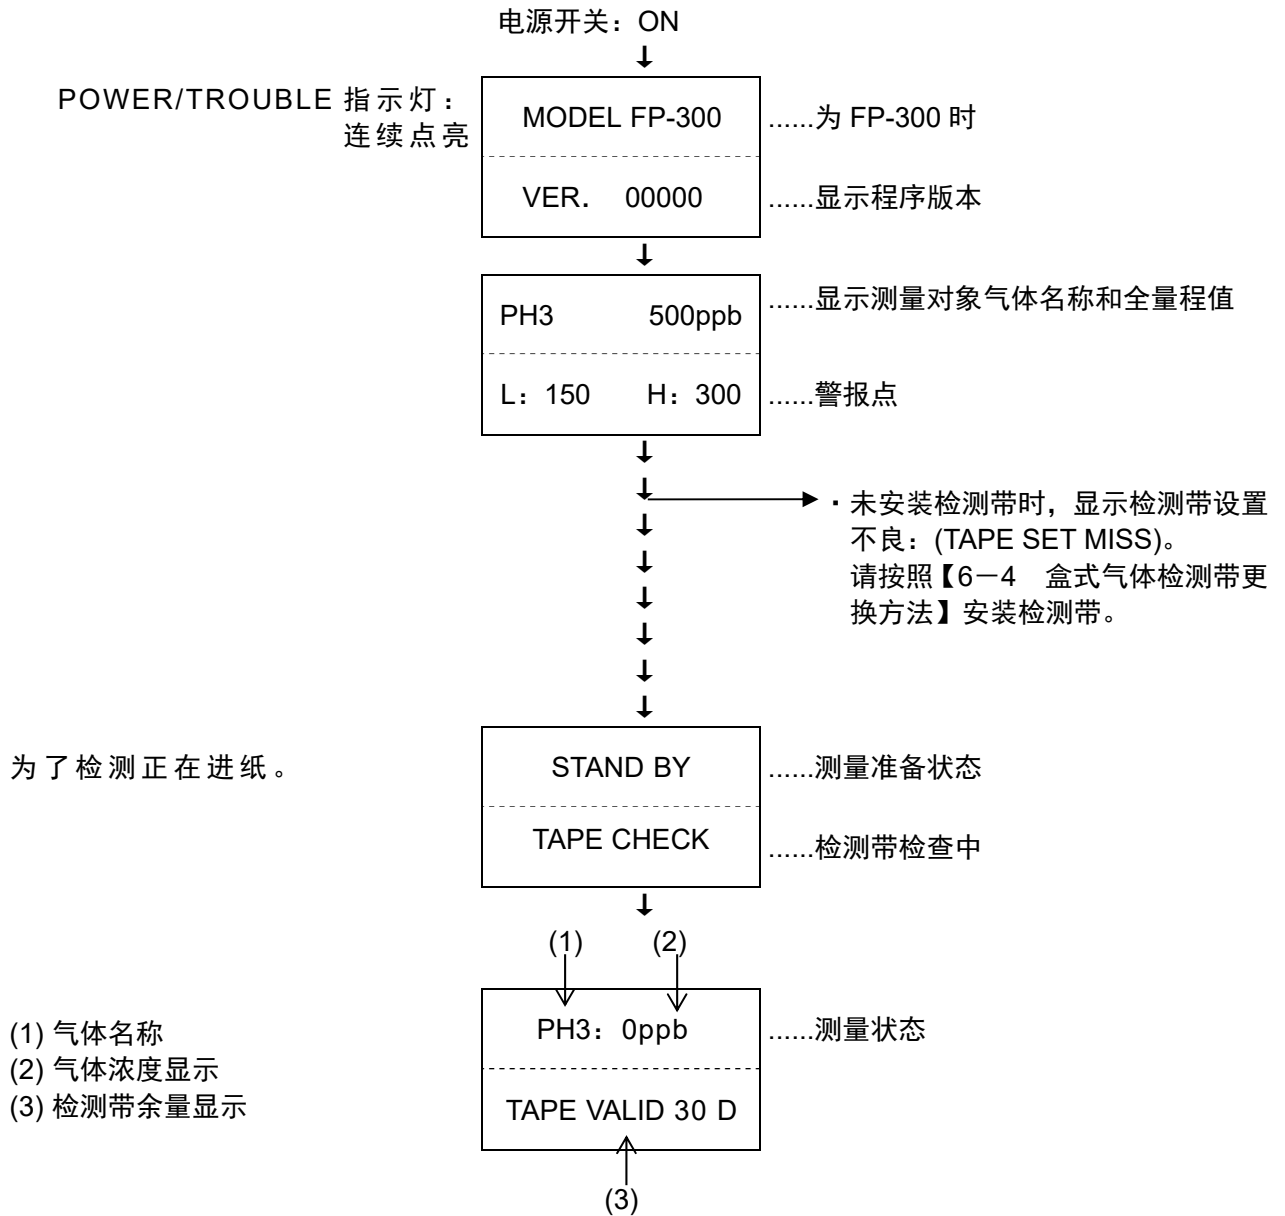 电源开关：ON
POWER/TROUBLE 指示灯：
连续点亮
MODEL FP-300
......为 FP-300 时
VER. 00000
......显示程序版本
PH3 500ppb
......显示测量对象气体名称和全量程值
L：150 H：300
......警报点
・未安装检测带时，显示检测带设置
不良：(TAPE SET MISS)。
请按照【6－4　盒式气体检测带更
换方法】安装检测带。
为了检测正在进纸。
STAND BY
......测量准备状态
TAPE CHECK
......检测带检查中
(1) (2)
PH3：0ppb
......测量状态
(1) 气体名称
(2) 气体浓度显示
(3) 检测带余量显示
TAPE VALID 30 D
(3)